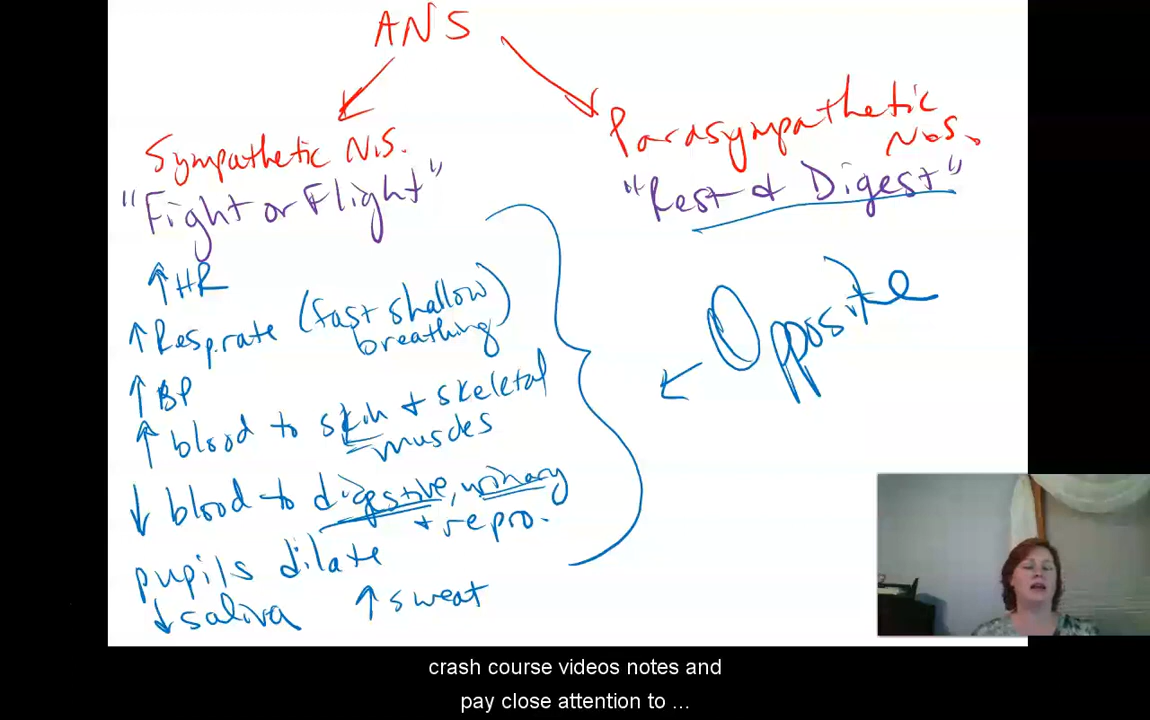 ANS
Sympathetic N.S.
Parasympathetic
N.S.
"Fight or Flight"
"Rest & Digest"
↑ HR
↑ Resp. rate (fast shallow
breathing)
↑ BP
↑ blood to skin + skeletal
muscles
↓ blood to digestive, urinary
+ repro.
pupils dilate
↓ saliva ↑ sweat
← Opposite
crash course videos notes and
pay close attention to ...